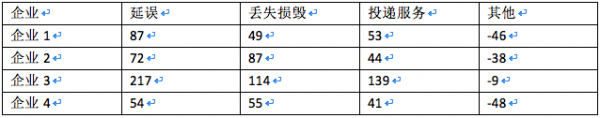 企业 延误 丢失损毁 投递服务 其他
企业 1 87 49 53 -46
企业 2 72 87 44 -38
企业 3 217 114 139 -9
企业 4 54 55 41 -48